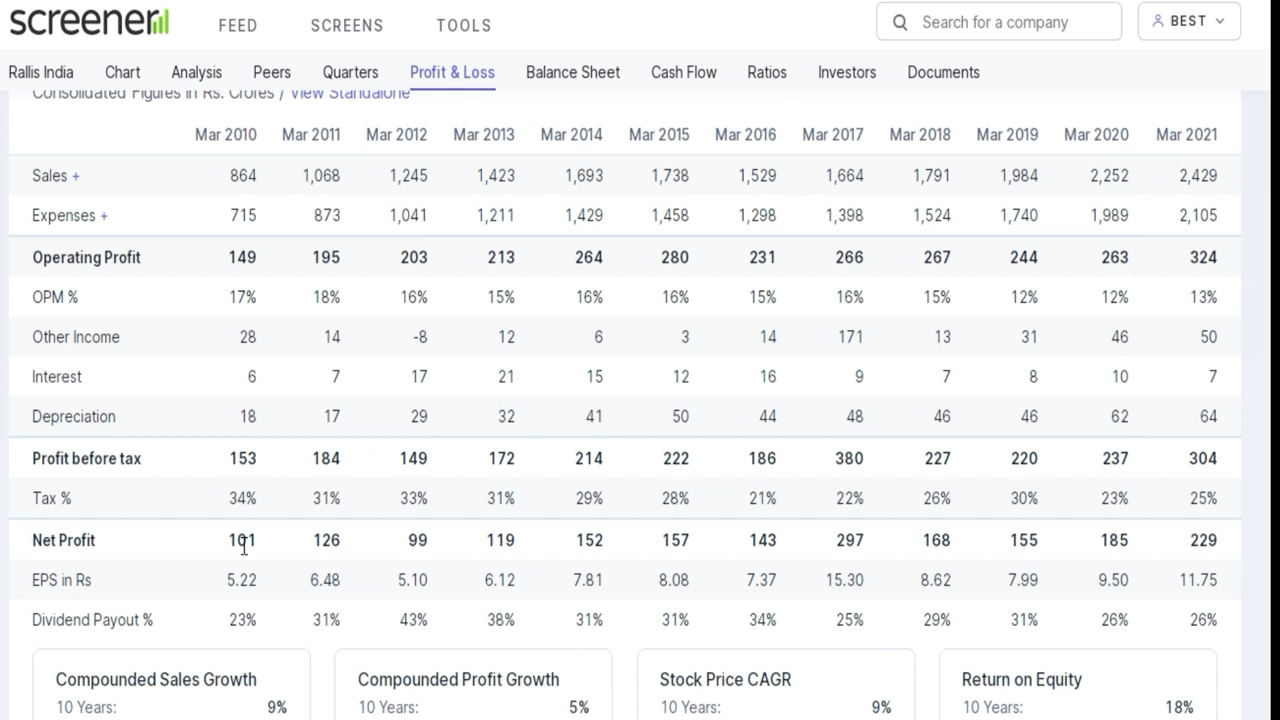 screener FEED SCREENS TOOLS Search for a company BEST
Rallis India Chart Analysis Peers Quarters Profit & Loss Balance Sheet Cash Flow Ratios Investors Documents
Consolidated Figures in Rs. Crores / View Standalone
Mar 2010 Mar 2011 Mar 2012 Mar 2013 Mar 2014 Mar 2015 Mar 2016 Mar 2017 Mar 2018 Mar 2019 Mar 2020 Mar 2021
Sales + 864 1,068 1,245 1,423 1,693 1,738 1,529 1,664 1,791 1,984 2,252 2,429
Expenses + 715 873 1,041 1,211 1,429 1,458 1,298 1,398 1,524 1,740 1,989 2,105
Operating Profit 149 195 203 213 264 280 231 266 267 244 263 324
OPM % 17% 18% 16% 15% 16% 16% 15% 16% 15% 12% 12% 13%
Other Income 28 14 -8 12 6 3 14 171 13 31 46 50
Interest 6 7 17 21 15 12 16 9 7 8 10 7
Depreciation 18 17 29 32 41 50 44 48 46 46 62 64
Profit before tax 153 184 149 172 214 222 186 380 227 220 237 304
Tax % 34% 31% 33% 31% 29% 28% 21% 22% 26% 30% 23% 25%
Net Profit 101 126 99 119 152 157 143 297 168 155 185 229
EPS in Rs 5.22 6.48 5.10 6.12 7.81 8.08 7.37 15.30 8.62 7.99 9.50 11.75
Dividend Payout % 23% 31% 43% 38% 31% 31% 34% 25% 29% 31% 26% 26%
Compounded Sales Growth Compounded Profit Growth Stock Price CAGR Return on Equity
10 Years: 9% 10 Years: 5% 10 Years: 9% 10 Years: 18%